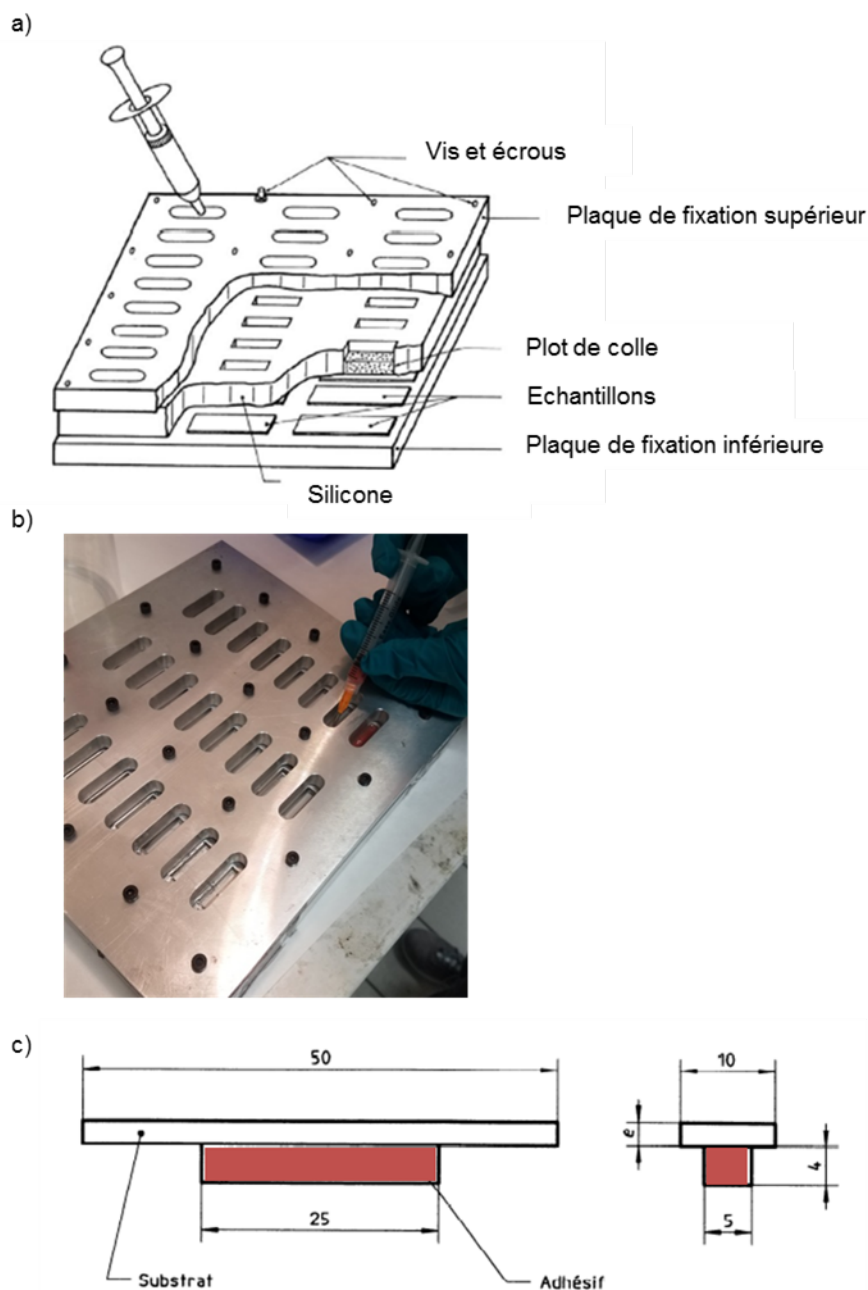 a)
Vis et écrous
Plaque de fixation supérieur
Plot de colle
Echantillons
Plaque de fixation inférieure
Silicone
b)
c)
50
10
e
4
25
5
Substrat
Adhésif